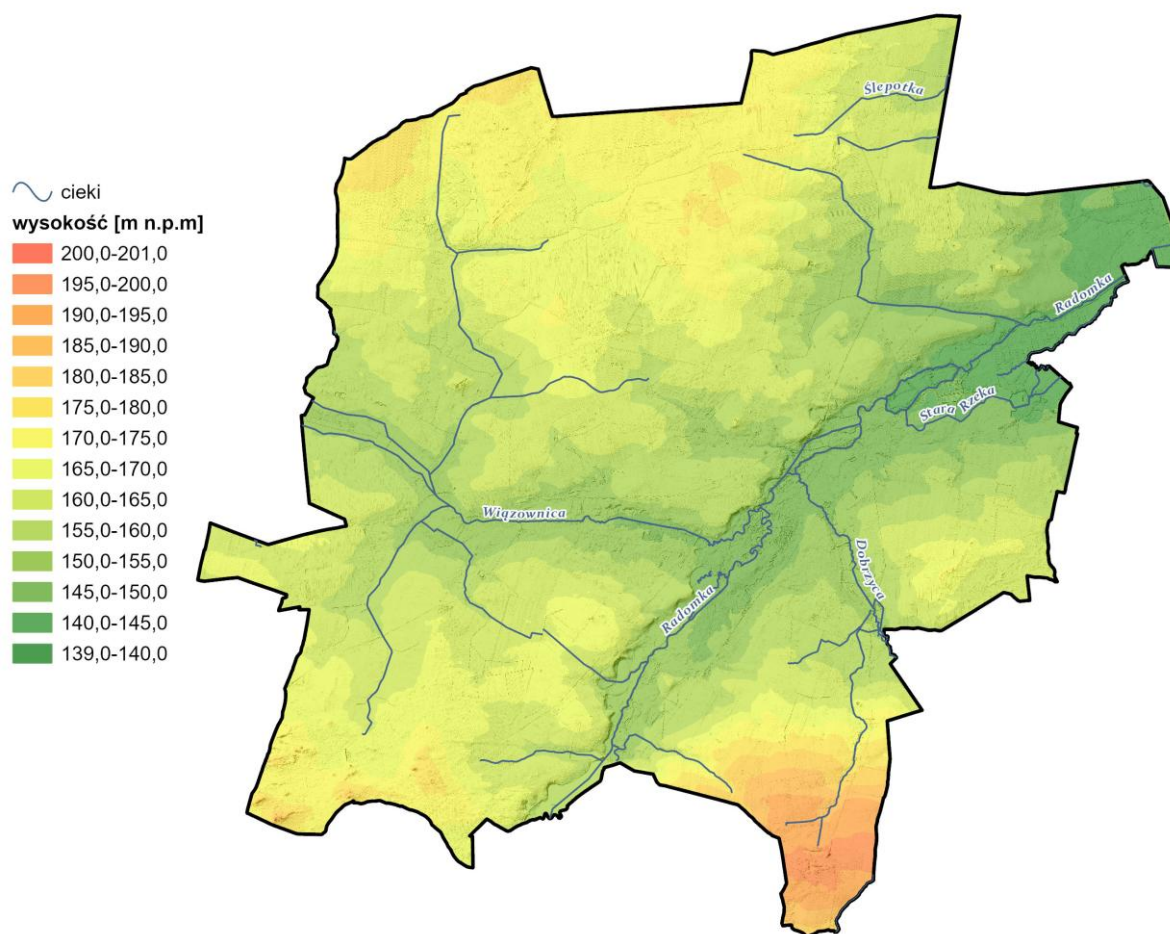 cieki
wysokość [m n.p.m]
200,0-201,0
195,0-200,0
190,0-195,0
185,0-190,0
180,0-185,0
175,0-180,0
170,0-175,0
165,0-170,0
160,0-165,0
155,0-160,0
150,0-155,0
145,0-150,0
140,0-145,0
139,0-140,0
Ślepotka
Radomka
Stara Rzeka
Wiązownica
Dobrzyca
Radomka